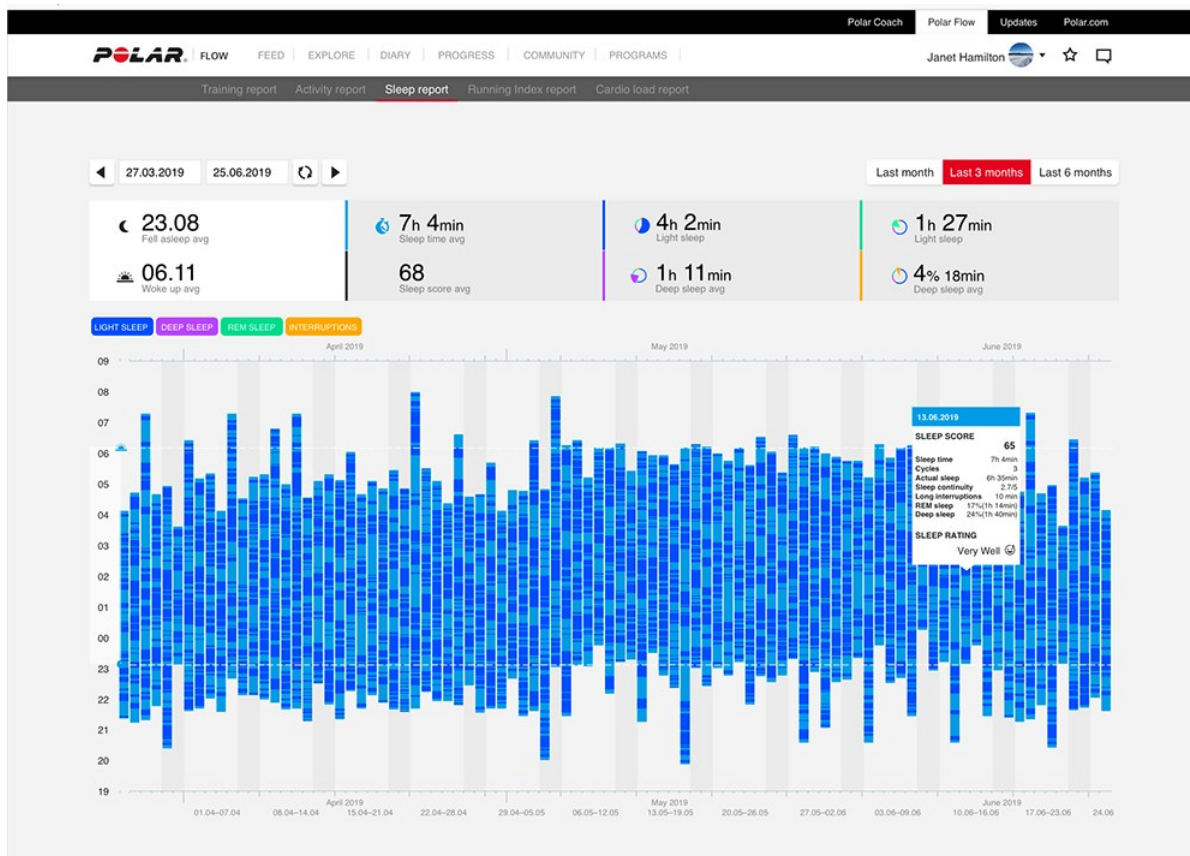 Polar Coach Polar Flow Updates Polar.com
POLAR. FLOW FEED EXPLORE DIARY PROGRESS COMMUNITY PROGRAMS Janet Hamilton
Training report Activity report Sleep report Running Index report Cardio load report
27.03.2019 25.06.2019 Last month Last 3 months Last 6 months
23.08 7h 4min 4h 2min 1h 27min
Fell asleep avg Sleep time avg Light sleep Light sleep
06.11 68 1h 11min 4% 18min
Woke up avg Sleep score avg Deep sleep avg Deep sleep avg
LIGHT SLEEP DEEP SLEEP REM SLEEP INTERRUPTIONS
April 2019 May 2019 June 2019
09
08
07
06
05
04
03
02
01
00
23
22
21
20
19
13.06.2019
SLEEP SCORE
65
Sleep time 7h 4min
Cycles 3
Actual sleep 6h 35min
Sleep continuity 2.7/5
Long interruptions 10 min
REM sleep 17%(1h 14min)
Deep sleep 24%(1h 40min)
SLEEP RATING
Very Well
April 2019 May 2019 June 2019
01.04–07.04 08.04–14.04 15.04–21.04 22.04–28.04 29.04–05.05 06.05–12.05 13.05–19.05 20.05–26.05 27.05–02.06 03.06–09.06 10.06–16.06 17.06–23.06 24.06